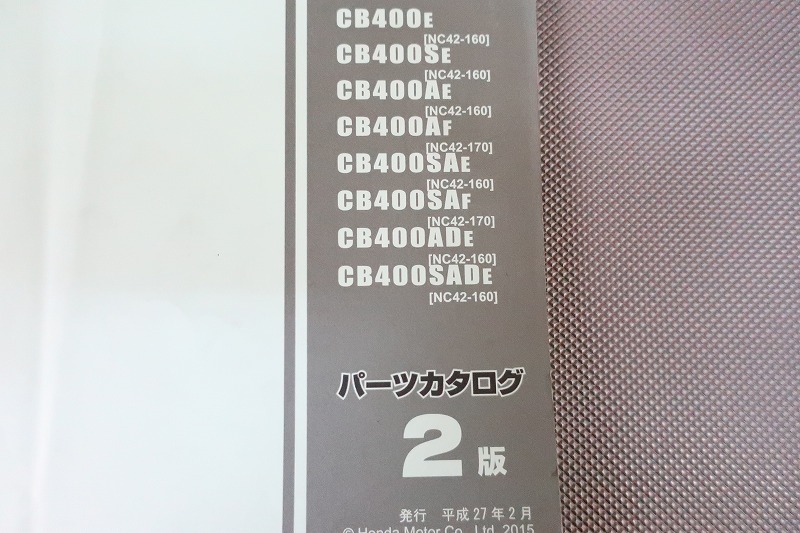 CB400E
[NC42-160]
CB400SE
[NC42-160]
CB400AE
[NC42-160]
CB400AF
[NC42-170]
CB400SAE
[NC42-160]
CB400SAF
[NC42-170]
CB400ADE
[NC42-160]
CB400SADE
[NC42-160]
パーツカタログ
2版
発行 平成27年2月
© Honda Motor Co., Ltd. 2015